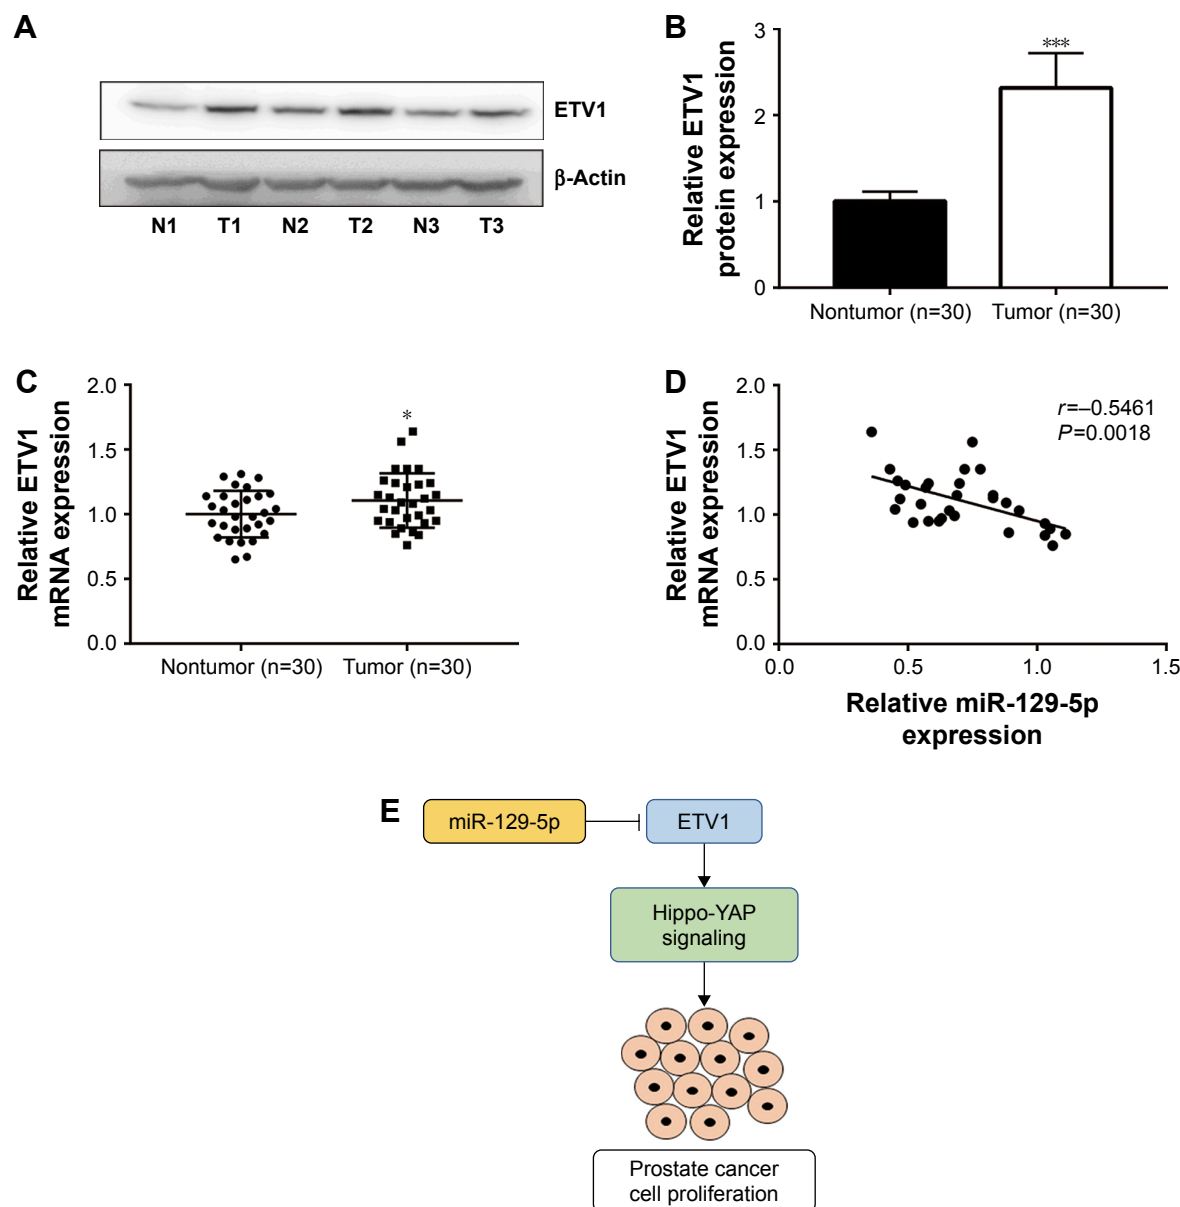 A
ETV1
β-Actin
N1 T1 N2 T2 N3 T3
B
Relative ETV1
protein expression
3
2
1
0
***
Nontumor (n=30) Tumor (n=30)
C
Relative ETV1
mRNA expression
2.0
1.5
1.0
0.5
0.0
*
Nontumor (n=30) Tumor (n=30)
D
Relative ETV1
mRNA expression
2.0
1.5
1.0
0.5
0.0
r=–0.5461
P=0.0018
0.0 0.5 1.0 1.5
Relative miR-129-5p
expression
E
miR-129-5p
ETV1
Hippo-YAP
signaling
Prostate cancer
cell proliferation